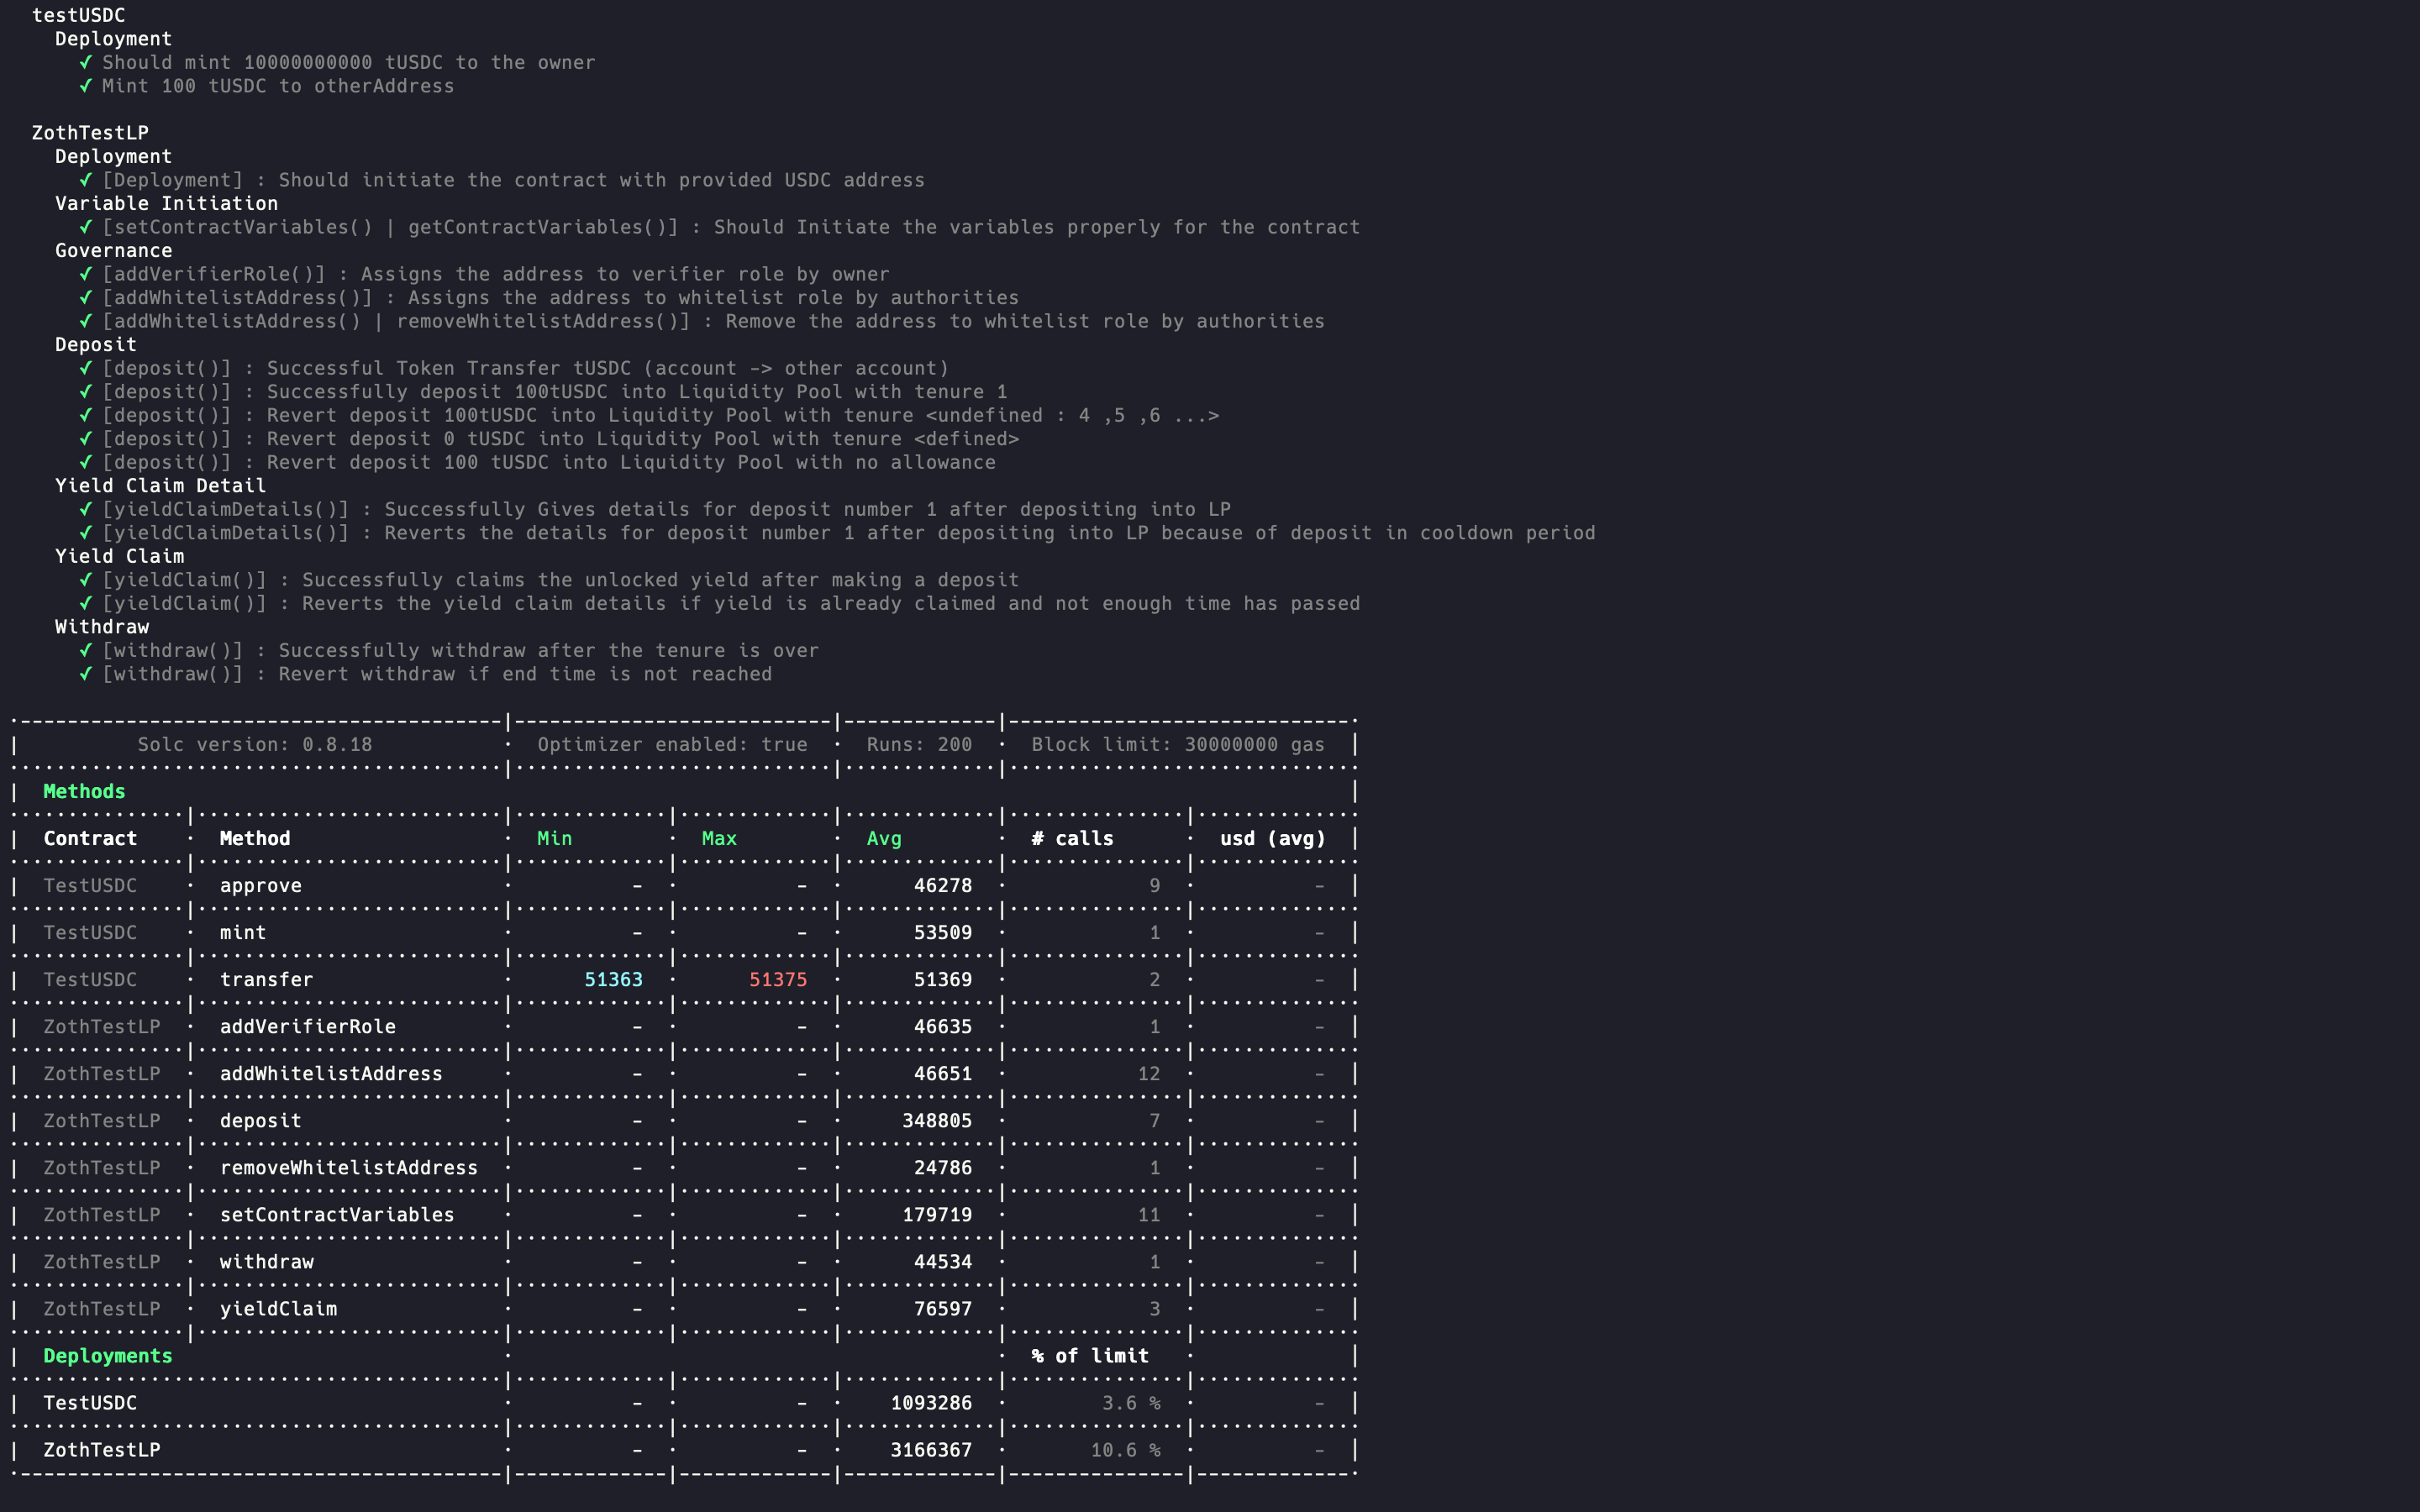 testUSDC
Deployment
✓ Should mint 10000000000 tUSDC to the owner
✓ Mint 100 tUSDC to otherAddress
ZothTestLP
Deployment
✓ [Deployment] : Should initiate the contract with provided USDC address
Variable Initiation
✓ [setContractVariables() | getContractVariables()] : Should Initiate the variables properly for the contract
Governance
✓ [addVerifierRole()] : Assigns the address to verifier role by owner
✓ [addWhitelistAddress()] : Assigns the address to whitelist role by authorities
✓ [addWhitelistAddress() | removeWhitelistAddress()] : Remove the address to whitelist role by authorities
Deposit
✓ [deposit()] : Successful Token Transfer tUSDC (account -> other account)
✓ [deposit()] : Successfully deposit 100tUSDC into Liquidity Pool with tenure 1
✓ [deposit()] : Revert deposit 100tUSDC into Liquidity Pool with tenure <undefined : 4 ,5 ,6 ...>
✓ [deposit()] : Revert deposit 0 tUSDC into Liquidity Pool with tenure <defined>
✓ [deposit()] : Revert deposit 100 tUSDC into Liquidity Pool with no allowance
Yield Claim Detail
✓ [yieldClaimDetails()] : Successfully Gives details for deposit number 1 after depositing into LP
✓ [yieldClaimDetails()] : Reverts the details for deposit number 1 after depositing into LP because of deposit in cooldown period
Yield Claim
✓ [yieldClaim()] : Successfully claims the unlocked yield after making a deposit
✓ [yieldClaim()] : Reverts the yield claim details if yield is already claimed and not enough time has passed
Withdraw
✓ [withdraw()] : Successfully withdraw after the tenure is over
✓ [withdraw()] : Revert withdraw if end time is not reached
| Solc version: 0.8.18 · Optimizer enabled: true · Runs: 200 · Block limit: 30000000 gas |
| Methods |
| Contract · Method · Min · Max · Avg · # calls · usd (avg) |
| TestUSDC · approve · - · - · 46278 · 9 · - |
| TestUSDC · mint · - · - · 53509 · 1 · - |
| TestUSDC · transfer · 51363 · 51375 · 51369 · 2 · - |
| ZothTestLP · addVerifierRole · - · - · 46635 · 1 · - |
| ZothTestLP · addWhitelistAddress · - · - · 46651 · 12 · - |
| ZothTestLP · deposit · - · - · 348805 · 7 · - |
| ZothTestLP · removeWhitelistAddress · - · - · 24786 · 1 · - |
| ZothTestLP · setContractVariables · - · - · 179719 · 11 · - |
| ZothTestLP · withdraw · - · - · 44534 · 1 · - |
| ZothTestLP · yieldClaim · - · - · 76597 · 3 · - |
| Deployments · · % of limit · |
| TestUSDC · - · - · 1093286 · 3.6 % · - |
| ZothTestLP · - · - · 3166367 · 10.6 % · - |